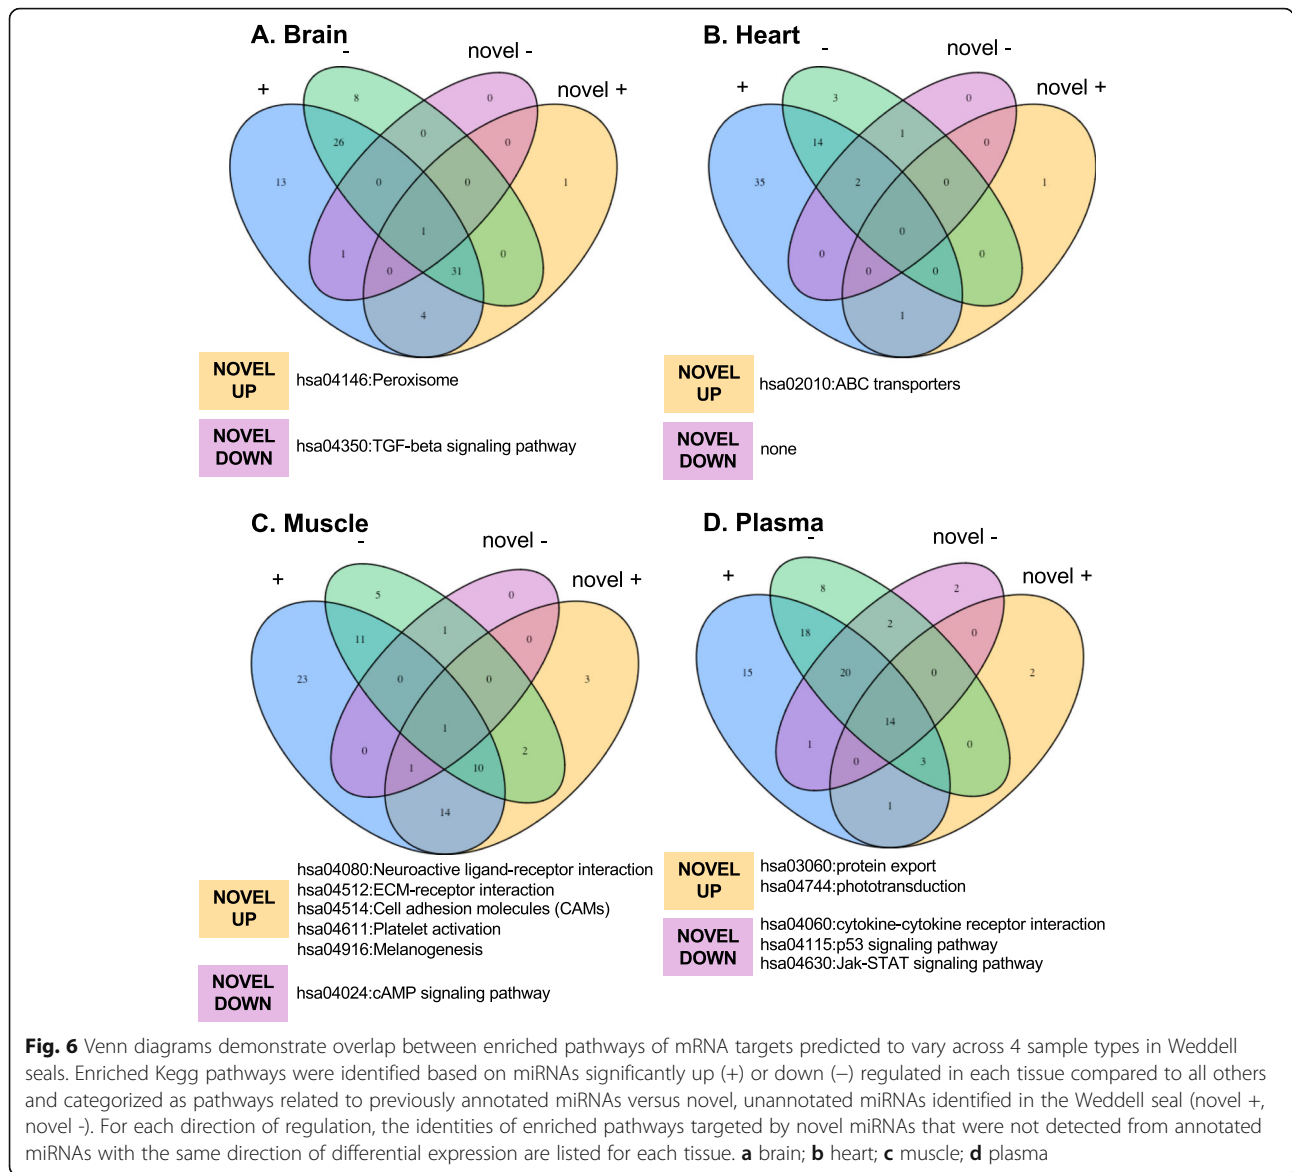 A. Brain
-
novel -
+
novel +
8
0
0
0
26
13
0
0
1
1
1
0
0
31
4
NOVEL UP
hsa04146:Peroxisome
NOVEL DOWN
hsa04350:TGF-beta signaling pathway
B. Heart
-
novel -
+
novel +
3
0
1
0
14
35
2
0
1
0
0
0
0
0
1
NOVEL UP
hsa02010:ABC transporters
NOVEL DOWN
none
C. Muscle
-
novel -
+
novel +
5
0
1
0
11
23
0
0
3
1
0
2
1
10
14
NOVEL UP
hsa04080:Neuroactive ligand-receptor interaction
hsa04512:ECM-receptor interaction
hsa04514:Cell adhesion molecules (CAMs)
hsa04611:Platelet activation
hsa04916:Melanogenesis
NOVEL DOWN
hsa04024:cAMP signaling pathway
D. Plasma
-
novel -
+
novel +
8
2
2
0
18
15
20
0
2
14
1
0
0
3
1
NOVEL UP
hsa03060:protein export
hsa04744:phototransduction
NOVEL DOWN
hsa04060:cytokine-cytokine receptor interaction
hsa04115:p53 signaling pathway
hsa04630:Jak-STAT signaling pathway
Fig. 6 Venn diagrams demonstrate overlap between enriched pathways of mRNA targets predicted to vary across 4 sample types in Weddell
seals. Enriched Kegg pathways were identified based on miRNAs significantly up (+) or down (−) regulated in each tissue compared to all others
and categorized as pathways related to previously annotated miRNAs versus novel, unannotated miRNAs identified in the Weddell seal (novel +,
novel -). For each direction of regulation, the identities of enriched pathways targeted by novel miRNAs that were not detected from annotated
miRNAs with the same direction of differential expression are listed for each tissue. a brain; b heart; c muscle; d plasma